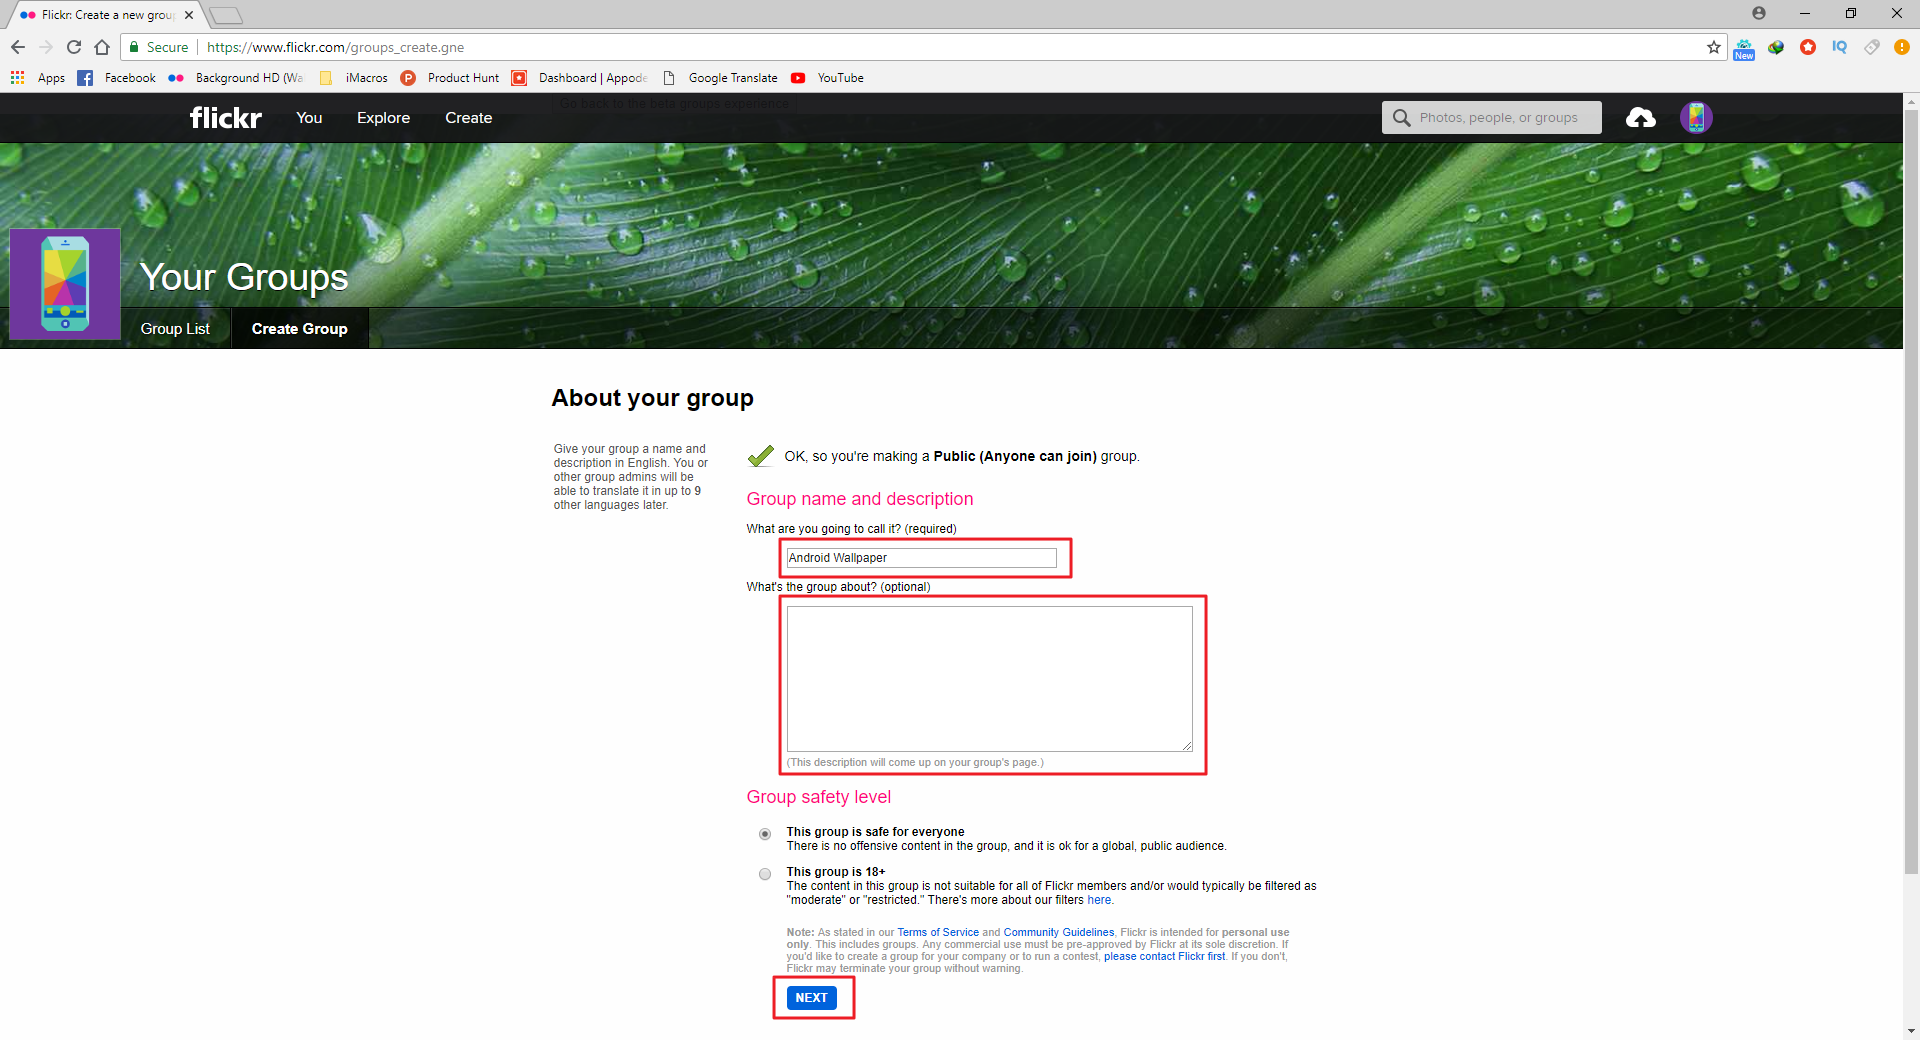 Flickr: Create a new grou
Secure
https://www.flickr.com/groups_create.gne
New
IQ
Apps
Facebook
Background HD (Wa
iMacros
Product Hunt
Dashboard | Appode
Google Translate
YouTube
flickr
You
Explore
Create
Go back to the beta groups experience
Photos, people, or groups
Your Groups
Group List
Create Group
About your group
Give your group a name and
description in English. You or
other group admins will be
able to translate it in up to 9
other languages later.
OK, so you're making a Public (Anyone can join) group.
Group name and description
What are you going to call it? (required)
Android Wallpaper
What's the group about? (optional)
(This description will come up on your group's page.)
Group safety level
This group is safe for everyone
There is no offensive content in the group, and it is ok for a global, public audience.
This group is 18+
The content in this group is not suitable for all of Flickr members and/or would typically be filtered as
"moderate" or "restricted." There's more about our filters here.
Note: As stated in our Terms of Service and Community Guidelines, Flickr is intended for personal use
only. This includes groups. Any commercial use must be pre-approved by Flickr at its sole discretion. If
you'd like to create a group for your company or to run a contest, please contact Flickr first. If you don't,
Flickr may terminate your group without warning.
NEXT